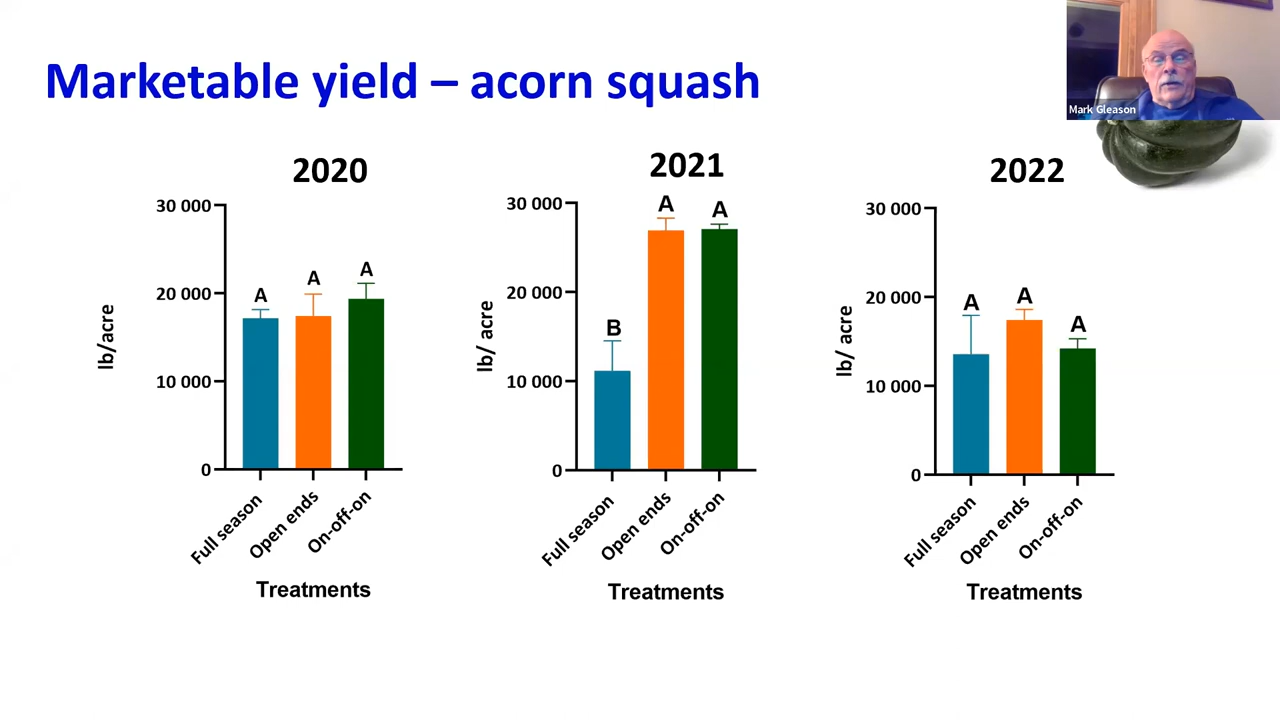 Marketable yield – acorn squash
Mark Gleason
2020
30 000
20 000
10 000
0
lb/acre
A
A
A
Full season
Open ends
On-off-on
Treatments
2021
30 000
20 000
10 000
0
lb/ acre
B
A
A
Full season
Open ends
On-off-on
Treatments
2022
30 000
20 000
10 000
0
lb/ acre
A
A
A
Full season
Open ends
On-off-on
Treatments